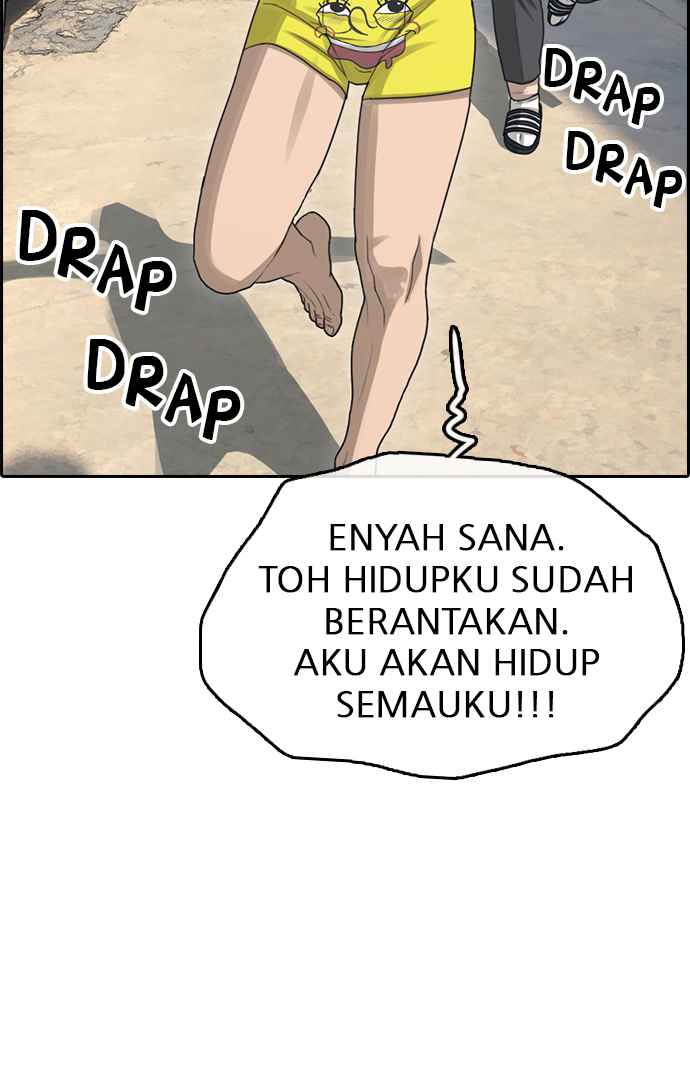 DRAP
DRAP
DRAP
DRAP
ENYAH SANA.
TOH HIDUPKU SUDAH
BERANTAKAN.
AKU AKAN HIDUP
SEMAUKU!!!